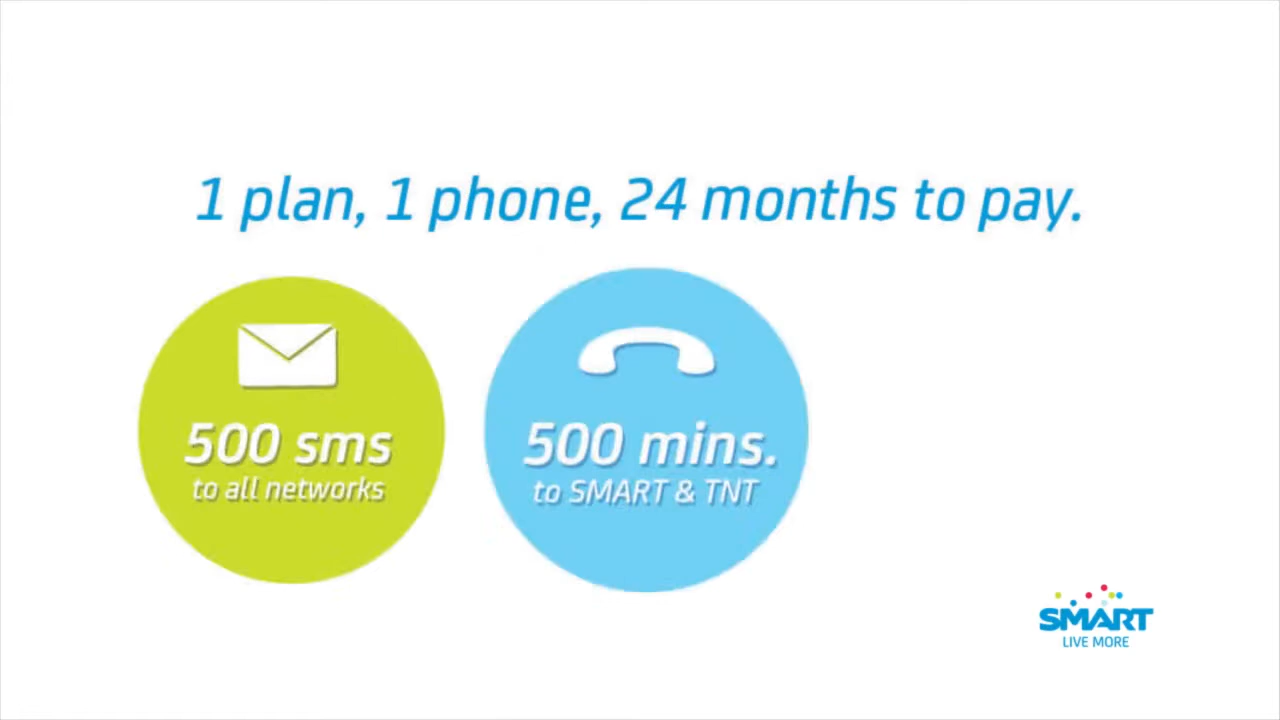 1 plan, 1 phone, 24 months to pay.
500 sms
to all networks
500 mins.
to SMART & TNT
SMART
LIVE MORE